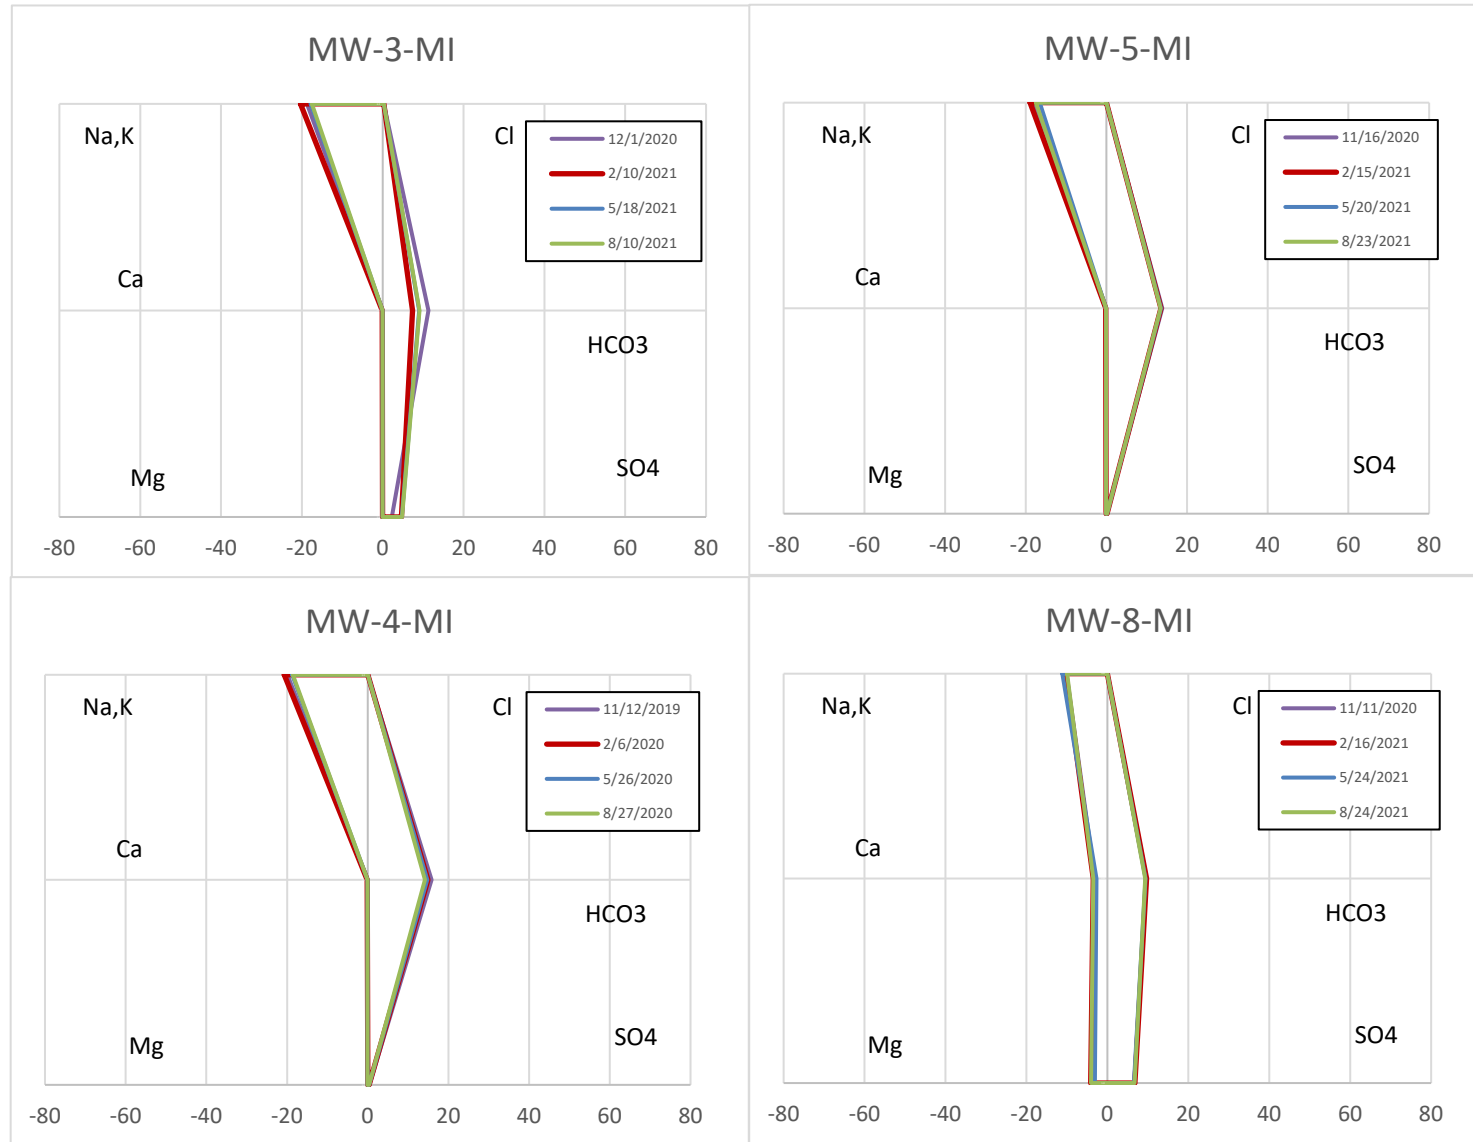 MW-3-MI
Na,K
Cl
12/1/2020
2/10/2021
5/18/2021
8/10/2021
Ca
HCO3
Mg
SO4
-80 -60 -40 -20 0 20 40 60 80
MW-5-MI
Na,K
Cl
11/16/2020
2/15/2021
5/20/2021
8/23/2021
Ca
HCO3
Mg
SO4
-80 -60 -40 -20 0 20 40 60 80
MW-4-MI
Na,K
Cl
11/12/2019
2/6/2020
5/26/2020
8/27/2020
Ca
HCO3
Mg
SO4
-80 -60 -40 -20 0 20 40 60 80
MW-8-MI
Na,K
Cl
11/11/2020
2/16/2021
5/24/2021
8/24/2021
Ca
HCO3
Mg
SO4
-80 -60 -40 -20 0 20 40 60 80